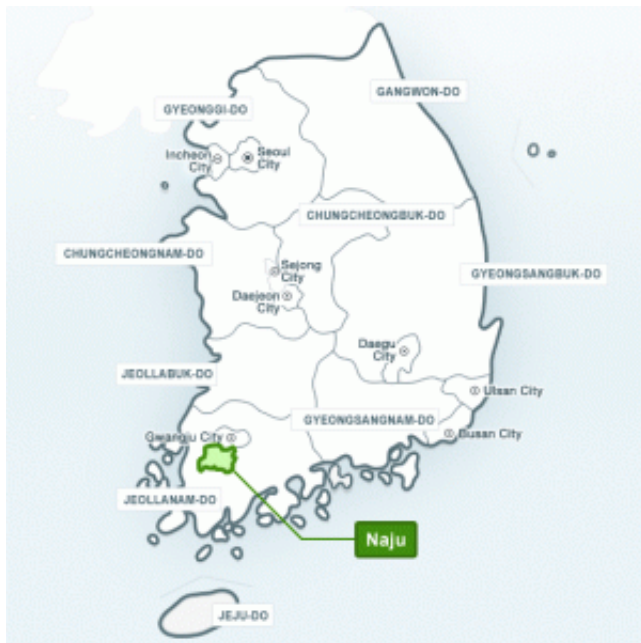 GANGWON-DO
GYEONGGI-DO
Incheon
City
Seoul
City
CHUNGCHEONGBUK-DO
CHUNGCHEONGNAM-DO
Sejong
City
GYEONGSANGBUK-DO
Daejeon
City
Daegu
City
JEOLLABUK-DO
Ulsan City
GYEONGSANGNAM-DO
Busan City
Gwangju City
JEOLLANAM-DO
Naju
JEJU-DO